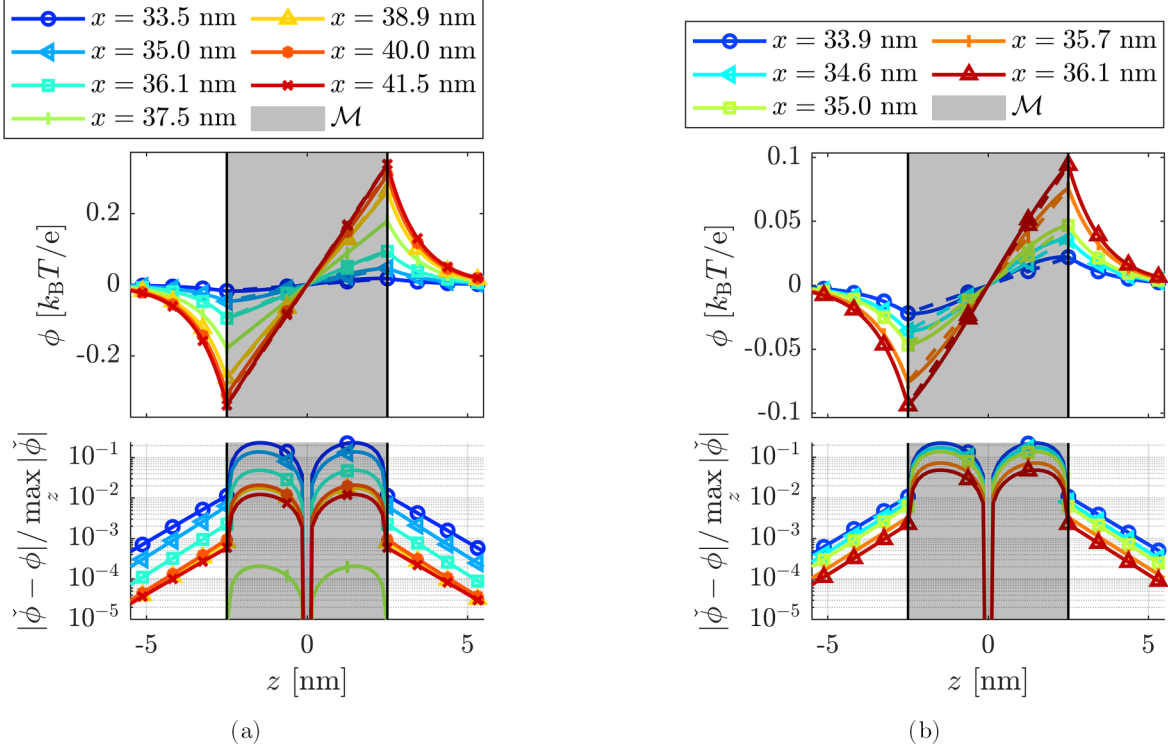 x = 33.5 nm x = 38.9 nm
x = 35.0 nm x = 40.0 nm
x = 36.1 nm x = 41.5 nm
x = 37.5 nm ℳ
ϕ [k_B T/e]
0.2
0
-0.2
|ϕ̌ − ϕ|/ max_z |ϕ̌|
10⁻¹
10⁻²
10⁻³
10⁻⁴
10⁻⁵
-5 0 5
z [nm]
(a)
x = 33.9 nm x = 35.7 nm
x = 34.6 nm x = 36.1 nm
x = 35.0 nm ℳ
ϕ [k_B T/e]
0.1
0.05
0
-0.05
-0.1
|ϕ̌ − ϕ|/ max_z |ϕ̌|
10⁻¹
10⁻²
10⁻³
10⁻⁴
10⁻⁵
-5 0 5
z [nm]
(b)